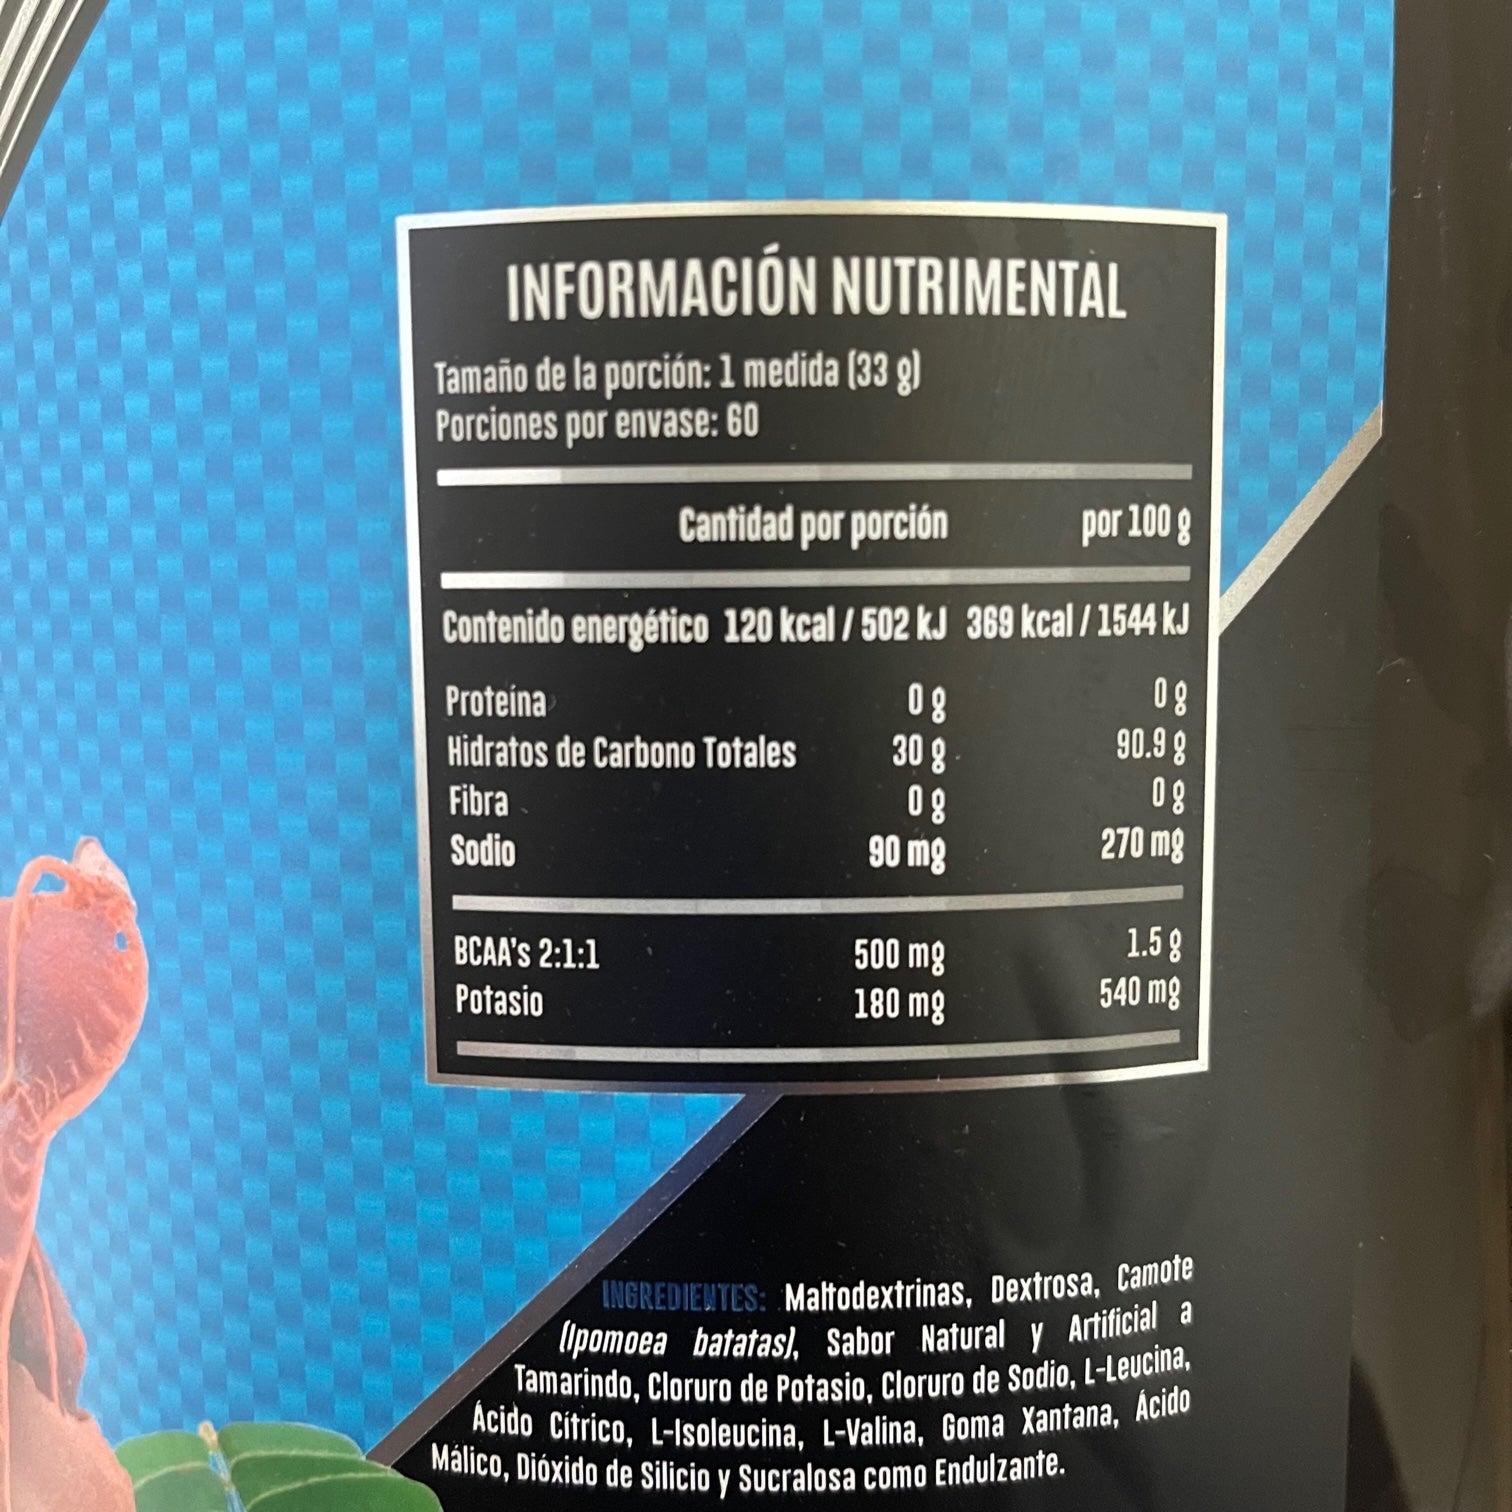 INFORMACIÓN NUTRIMENTAL
Tamaño de la porción: 1 medida (33 g)
Porciones por envase: 60
Cantidad por porción por 100 g
Contenido energético 120 kcal / 502 kJ 369 kcal / 1544 kJ
Proteína 0 g 0 g
Hidratos de Carbono Totales 30 g 90.9 g
Fibra 0 g 0 g
Sodio 90 mg 270 mg
BCAA's 2:1:1 500 mg 1.5 g
Potasio 180 mg 540 mg
INGREDIENTES: Maltodextrinas, Dextrosa, Camote
(Ipomoea batatas), Sabor Natural y Artificial a
Tamarindo, Cloruro de Potasio, Cloruro de Sodio, L-Leucina,
Ácido Cítrico, L-Isoleucina, L-Valina, Goma Xantana, Ácido
Málico, Dióxido de Silicio y Sucralosa como Endulzante.